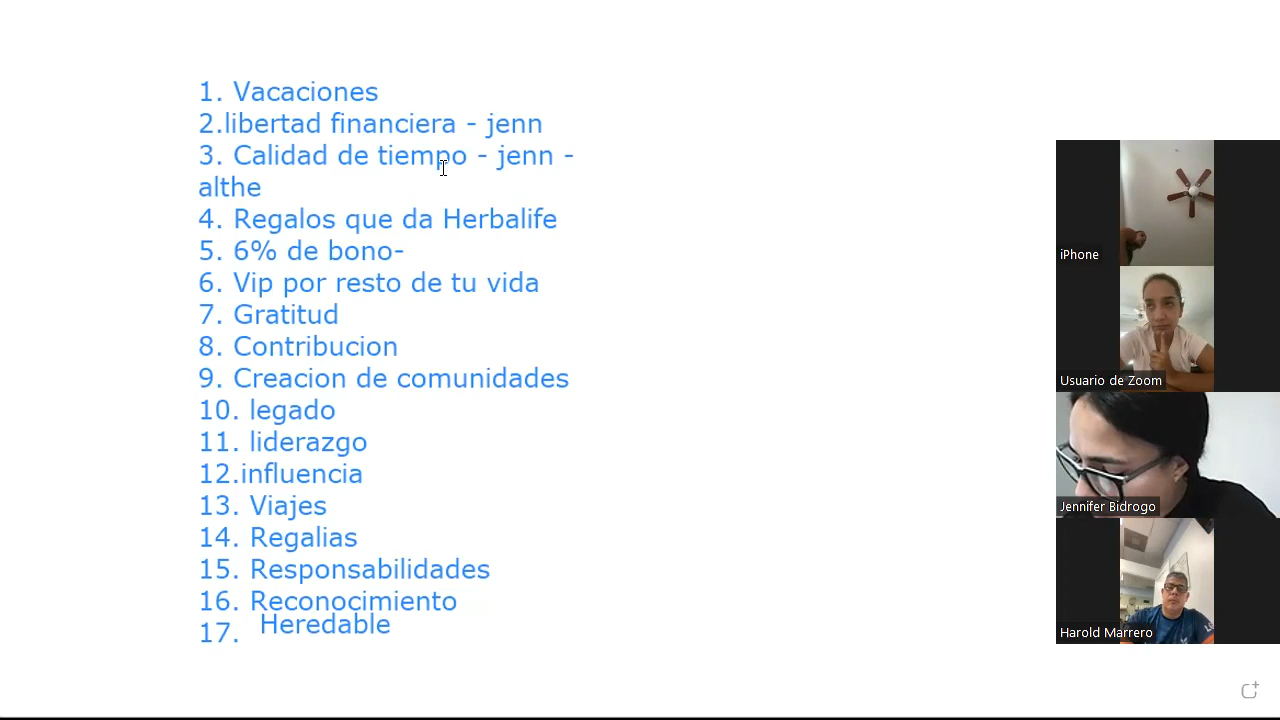 1. Vacaciones
2.libertad financiera - jenn
3. Calidad de tiempo - jenn -
althe
4. Regalos que da Herbalife
5. 6% de bono-
6. Vip por resto de tu vida
7. Gratitud
8. Contribucion
9. Creacion de comunidades
10. legado
11. liderazgo
12.influencia
13. Viajes
14. Regalias
15. Responsabilidades
16. Reconocimiento
17. Heredable
iPhone
Usuario de Zoom
Jennifer Bidrogo
Harold Marrero